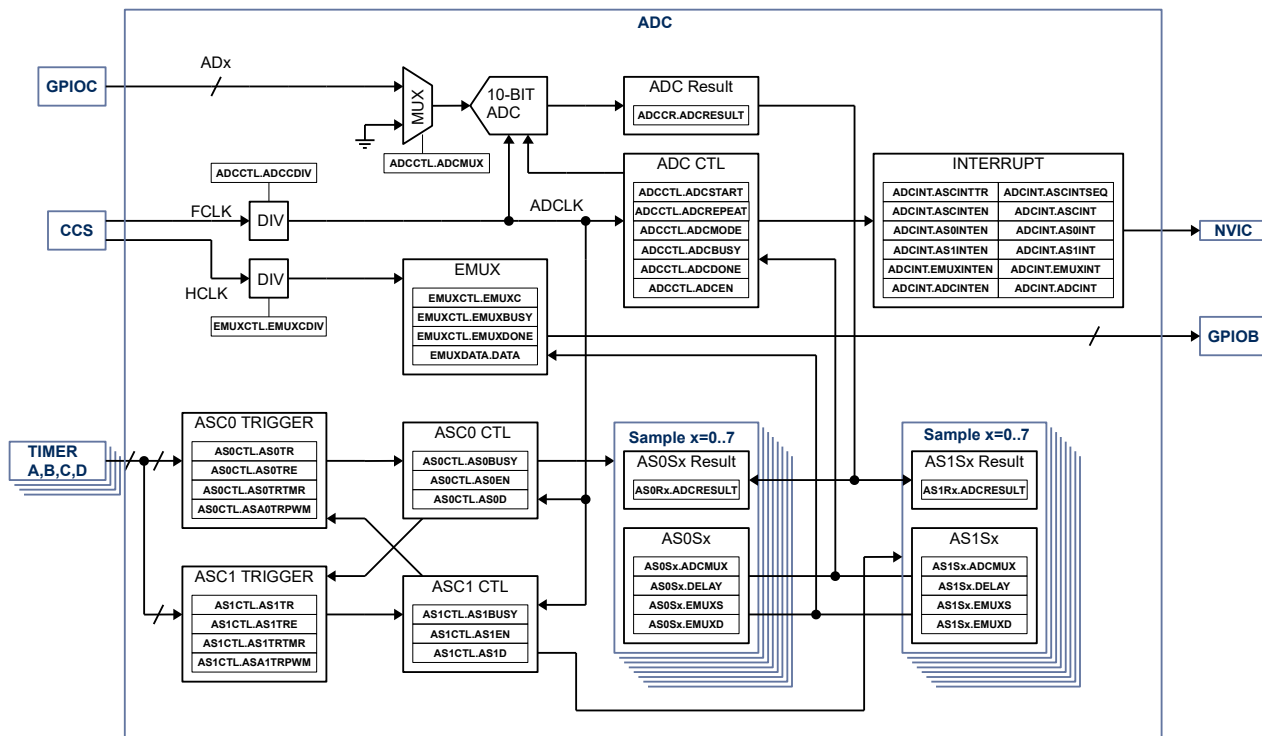 ADC
GPIOC
ADx
MUX
10-BIT
ADC
ADC Result
ADCCR.ADCRESULT
ADCCTL.ADCMUX
ADCCTL.ADCCDIV
CCS
FCLK
DIV
ADCLK
HCLK
DIV
EMUXCTL.EMUXCDIV
EMUX
EMUXCTL.EMUXC
EMUXCTL.EMUXBUSY
EMUXCTL.EMUXDONE
EMUXDATA.DATA
ADC CTL
ADCCTL.ADCSTART
ADCCTL.ADCREPEAT
ADCCTL.ADCMODE
ADCCTL.ADCBUSY
ADCCTL.ADCDONE
ADCCTL.ADCEN
INTERRUPT
ADCINT.ASCINTTR ADCINT.ASCINTSEQ
ADCINT.ASCINTEN ADCINT.ASCINT
ADCINT.AS0INTEN ADCINT.AS0INT
ADCINT.AS1INTEN ADCINT.AS1INT
ADCINT.EMUXINTEN ADCINT.EMUXINT
ADCINT.ADCINTEN ADCINT.ADCINT
NVIC
GPIOB
TIMER
A,B,C,D
ASC0 TRIGGER
AS0CTL.AS0TR
AS0CTL.AS0TRE
AS0CTL.AS0TRTMR
AS0CTL.ASA0TRPWM
ASC0 CTL
AS0CTL.AS0BUSY
AS0CTL.AS0EN
AS0CTL.AS0D
ASC1 TRIGGER
AS1CTL.AS1TR
AS1CTL.AS1TRE
AS1CTL.AS1TRTMR
AS1CTL.ASA1TRPWM
ASC1 CTL
AS1CTL.AS1BUSY
AS1CTL.AS1EN
AS1CTL.AS1D
Sample x=0..7
AS0Sx Result
AS0Rx.ADCRESULT
AS0Sx
AS0Sx.ADCMUX
AS0Sx.DELAY
AS0Sx.EMUXS
AS0Sx.EMUXD
Sample x=0..7
AS1Sx Result
AS1Rx.ADCRESULT
AS1Sx
AS1Sx.ADCMUX
AS1Sx.DELAY
AS1Sx.EMUXS
AS1Sx.EMUXD